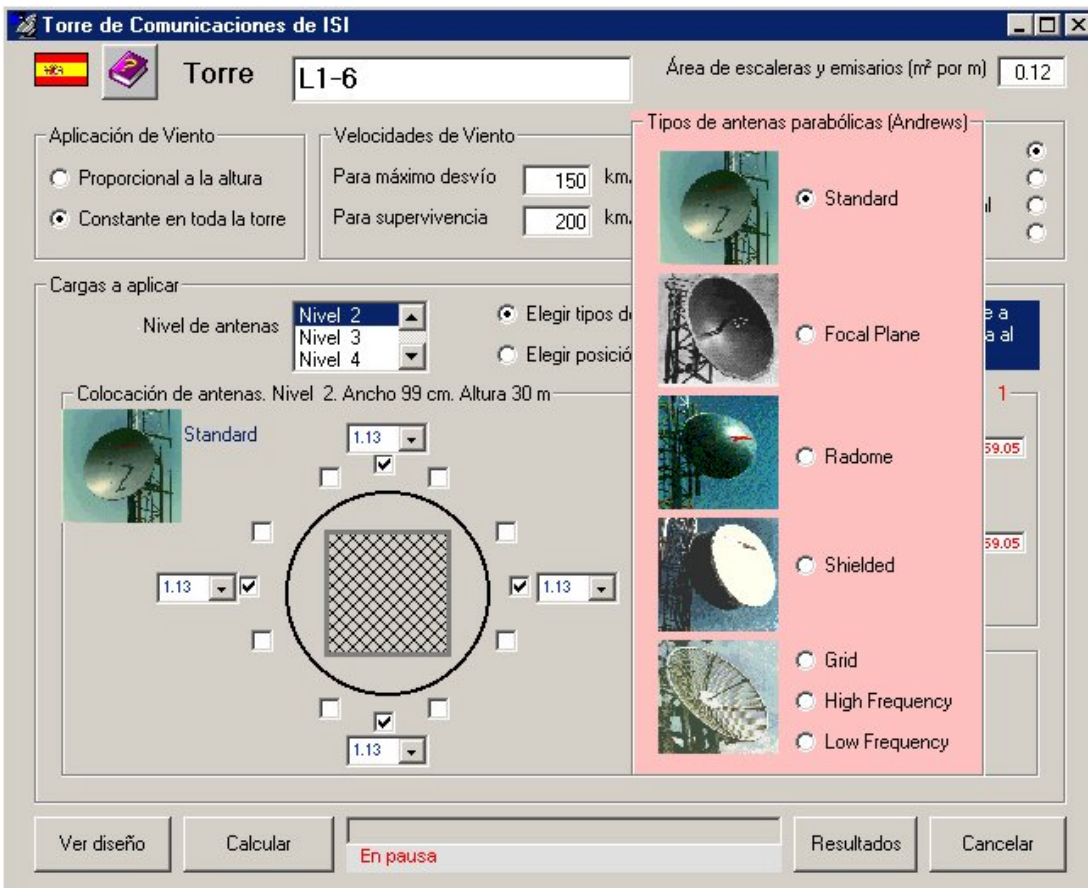 Torre de Comunicaciones de ISI
Torre
L1-6
Área de escaleras y emisarios (m² por m)
0.12
Aplicación de Viento
Proporcional a la altura
Constante en toda la torre
Velocidades de Viento
Para máximo desvío
150
km.
Para supervivencia
200
km.
Tipos de antenas parabólicas (Andrews)
Standard
Focal Plane
Radome
Shielded
Grid
High Frequency
Low Frequency
Cargas a aplicar
Nivel de antenas
Nivel 2
Nivel 3
Nivel 4
Elegir tipos d
Elegir posició
e a
a al
Colocación de antenas. Nivel 2. Ancho 99 cm. Altura 30 m
1
Standard
1.13
59.05
59.05
1.13
1.13
1.13
Ver diseño
Calcular
En pausa
Resultados
Cancelar